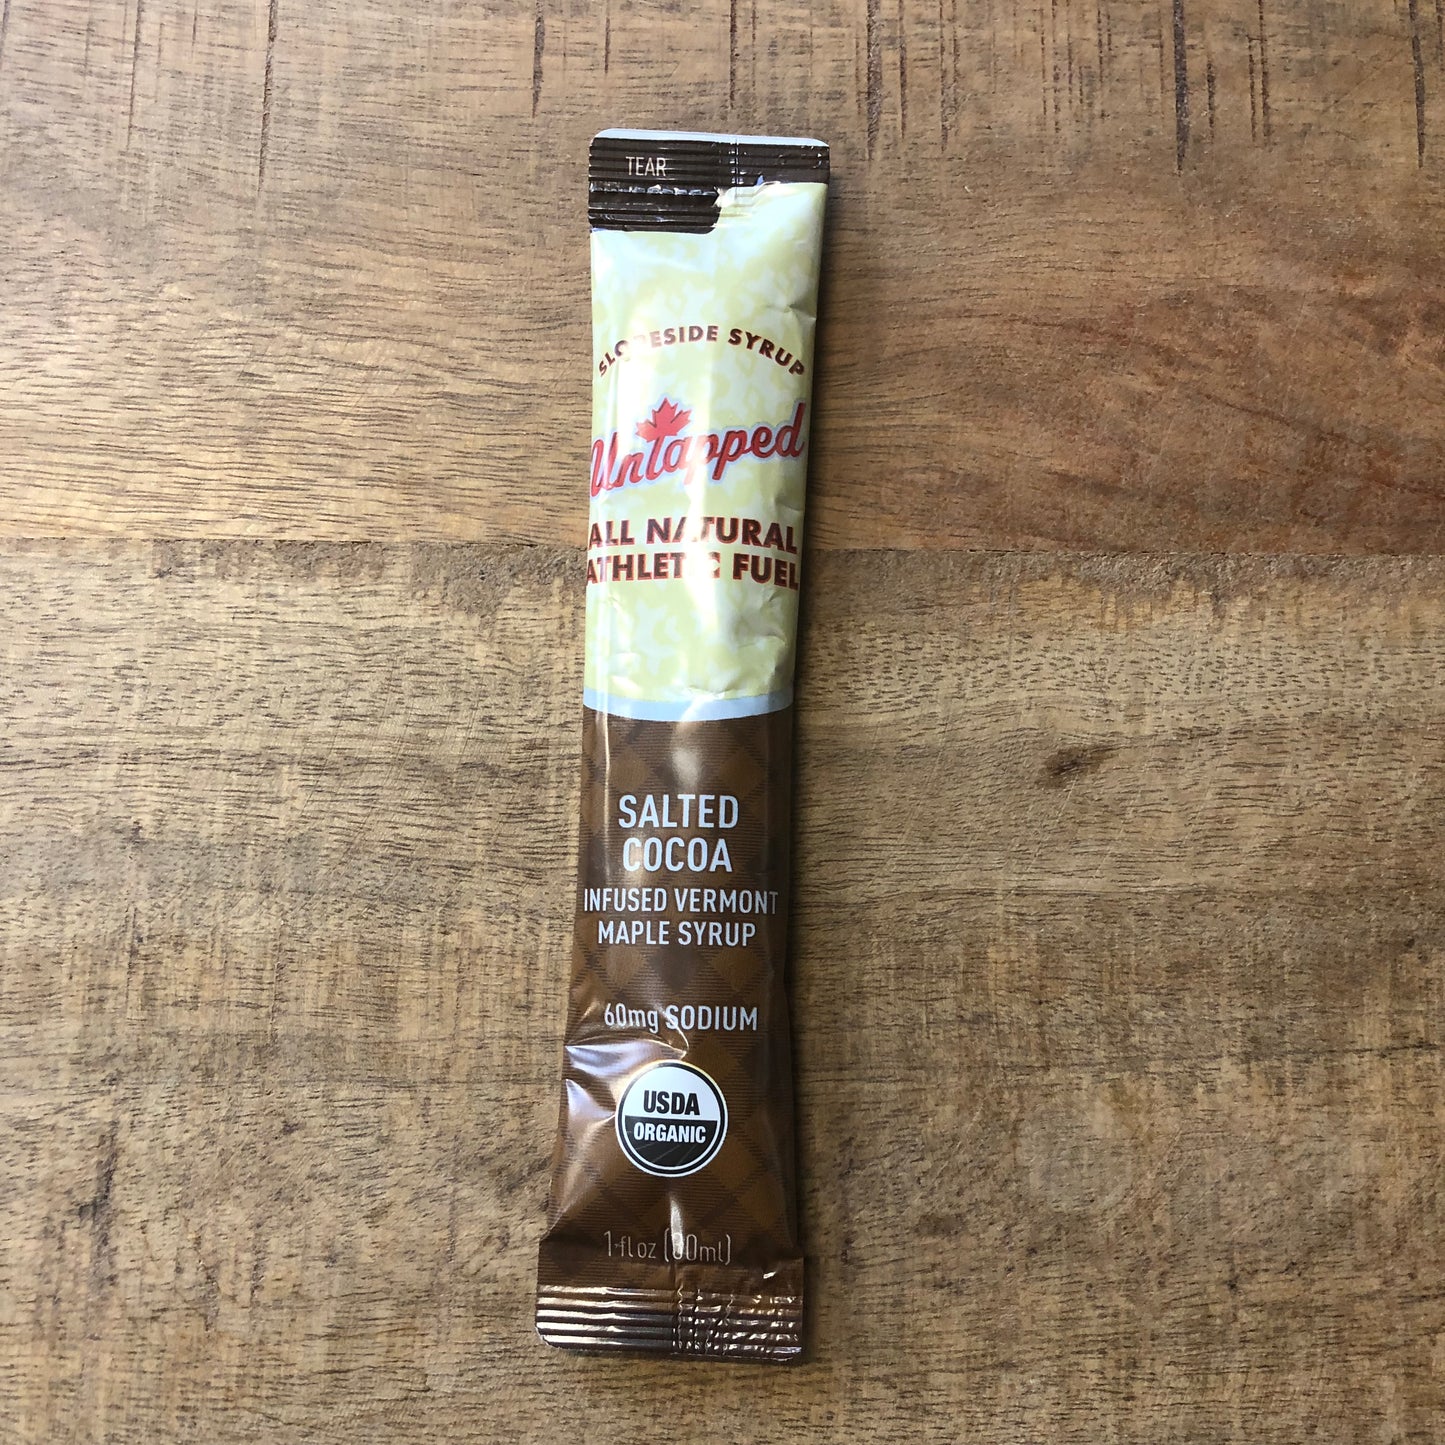 TEAR
SLOPESIDE SYRUP
Untapped
ALL NATURAL
ATHLETIC FUEL
SALTED
COCOA
INFUSED VERMONT
MAPLE SYRUP
60mg SODIUM
USDA
ORGANIC
1 fl oz (30ml)